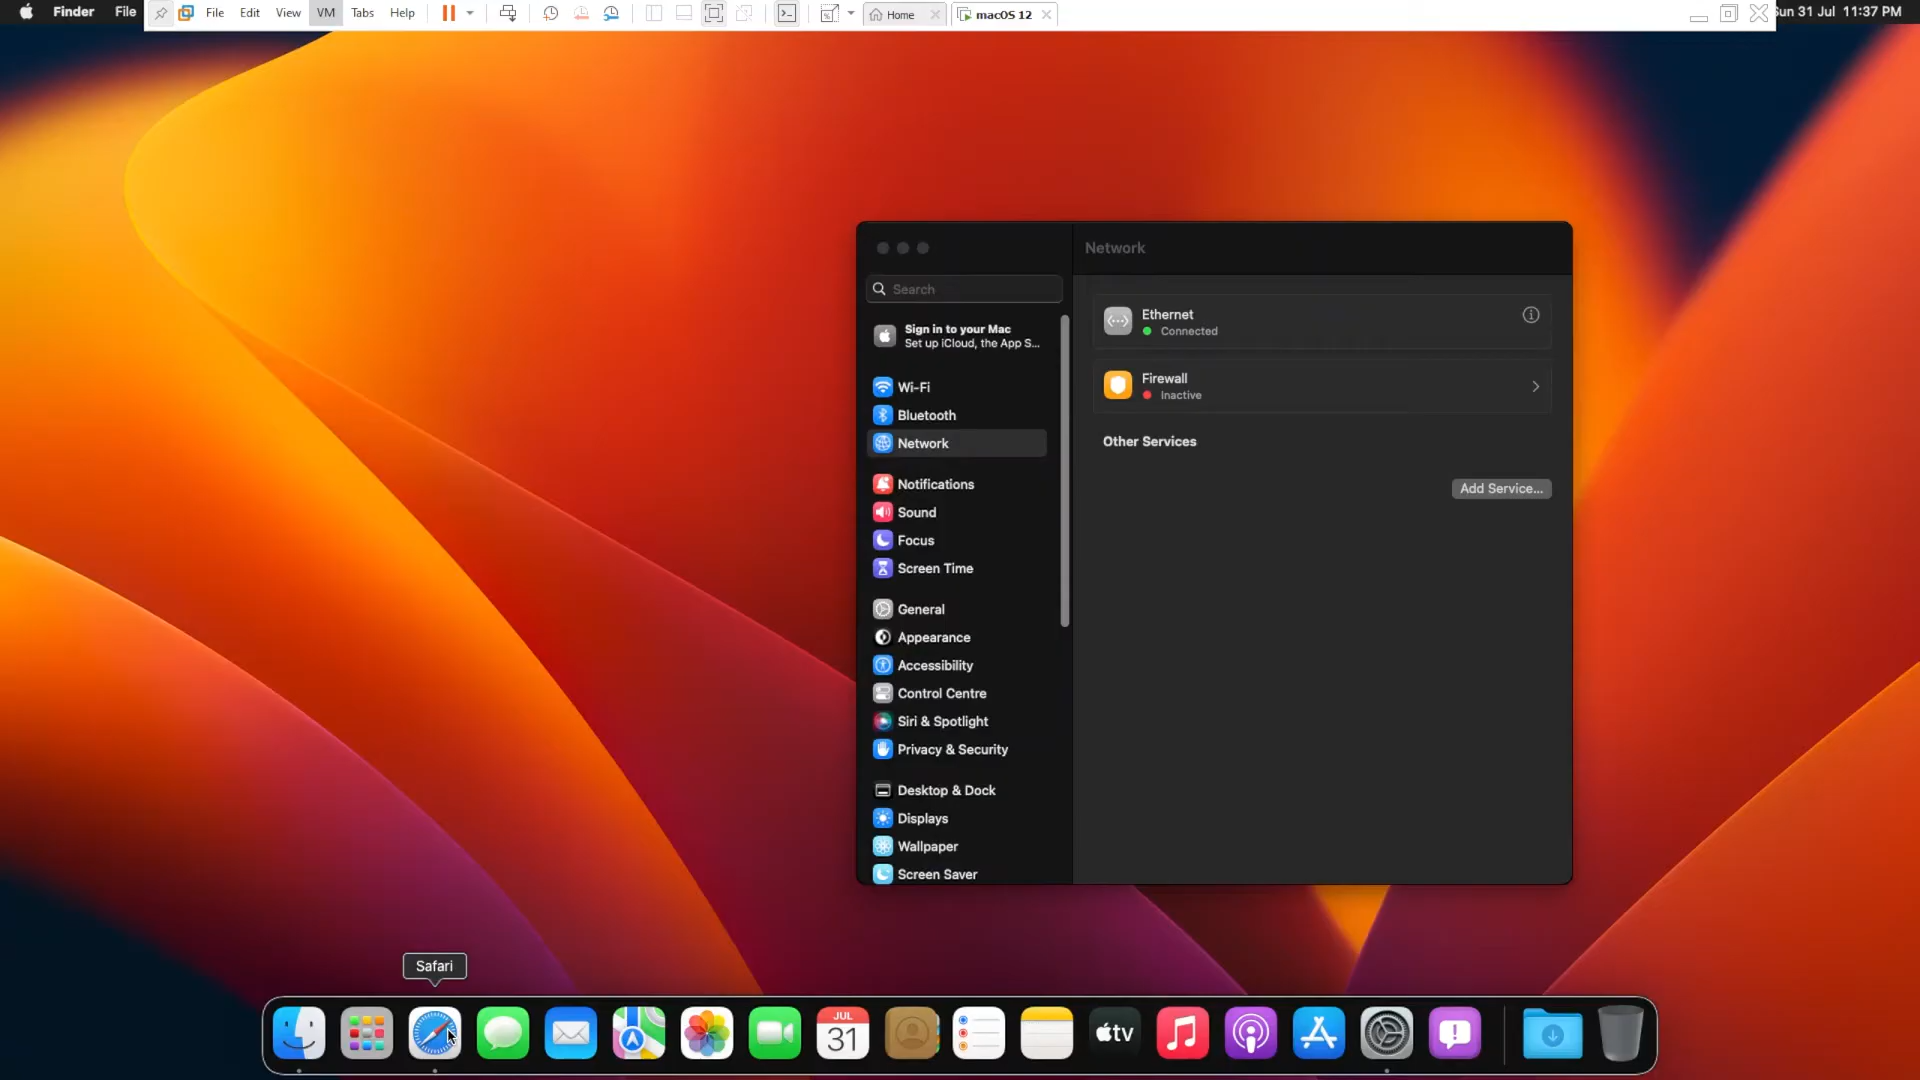 Finder File File Edit View VM Tabs Help Home macOS 12 Sun 31 Jul 11:37 PM
Network
Search
Sign in to your Mac
Set up iCloud, the App S...
Wi-Fi
Bluetooth
Network
Notifications
Sound
Focus
Screen Time
General
Appearance
Accessibility
Control Centre
Siri & Spotlight
Privacy & Security
Desktop & Dock
Displays
Wallpaper
Screen Saver
Ethernet
Connected
Firewall
Inactive
Other Services
Add Service...
Safari
JUL
31
tv